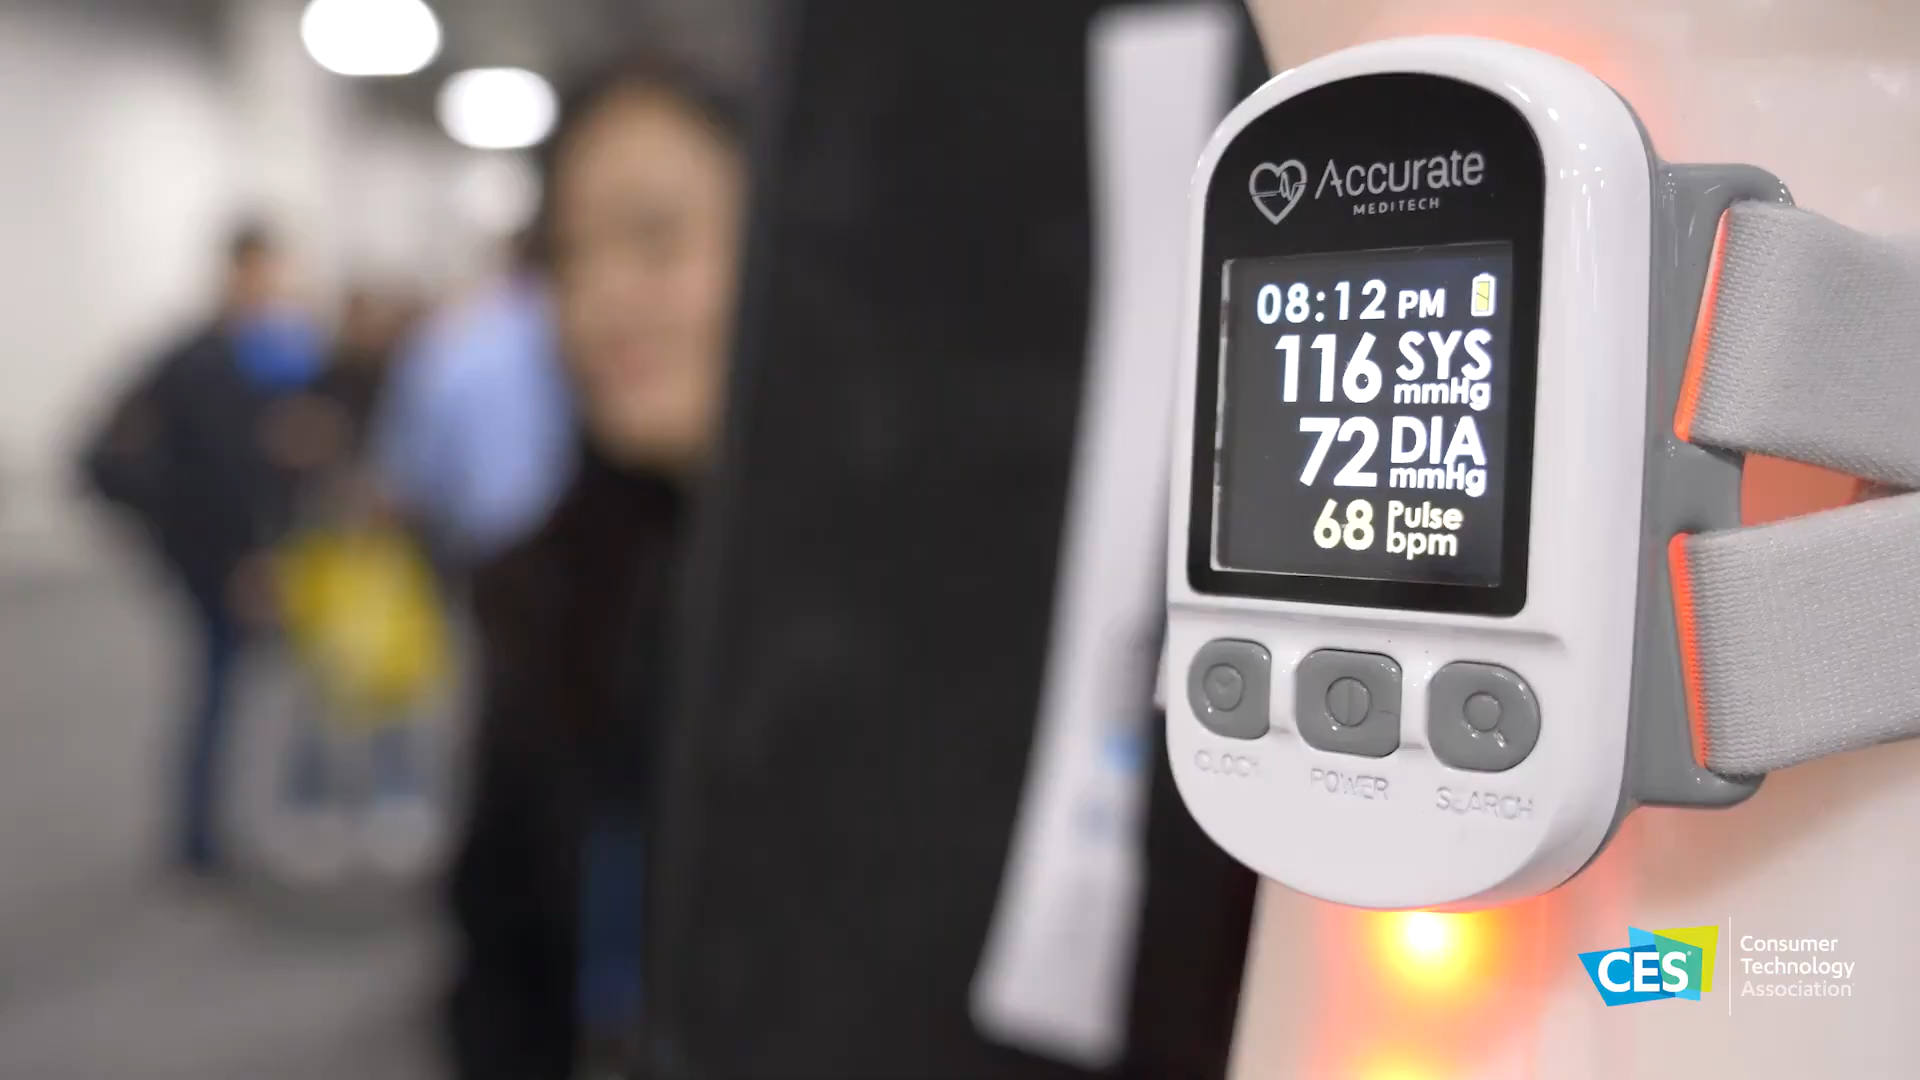 Accurate
MEDITECH
08:12 PM
116 SYS
mmHg
72 DIA
mmHg
68 Pulse
bpm
CLOCK
POWER
SEARCH
CES
Consumer
Technology
Association